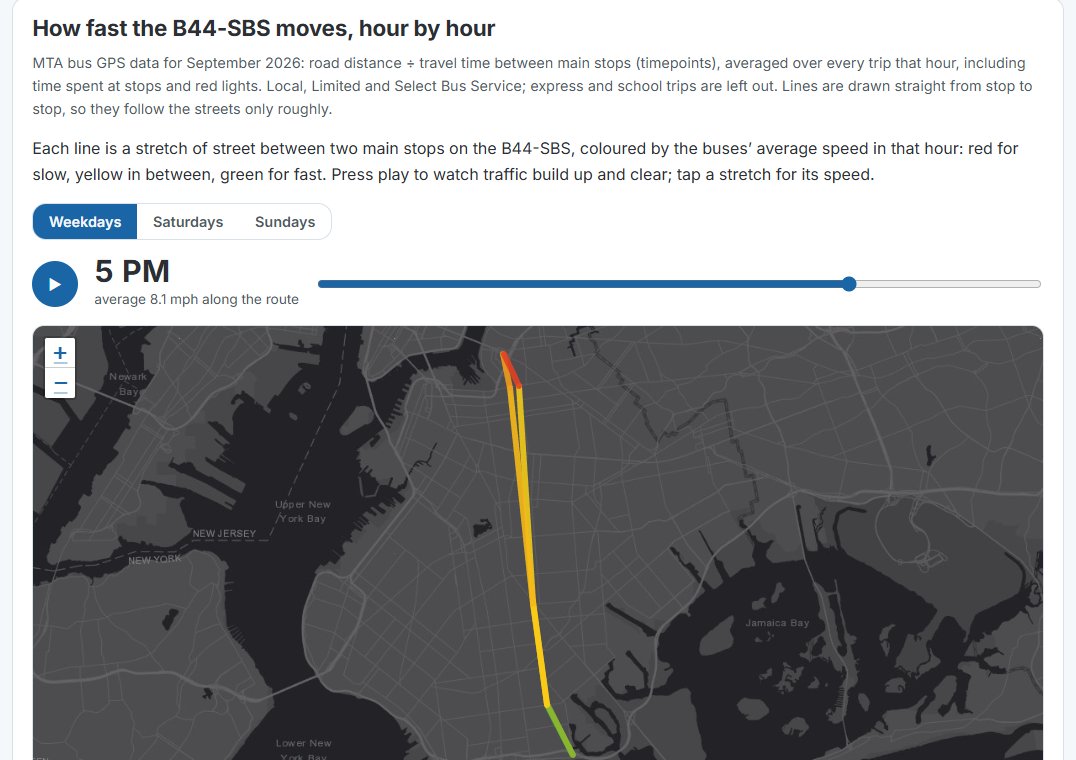 How fast the B44-SBS moves, hour by hour
MTA bus GPS data for September 2026: road distance ÷ travel time between main stops (timepoints), averaged over every trip that hour, including
time spent at stops and red lights. Local, Limited and Select Bus Service; express and school trips are left out. Lines are drawn straight from stop to
stop, so they follow the streets only roughly.
Each line is a stretch of street between two main stops on the B44-SBS, coloured by the buses’ average speed in that hour: red for
slow, yellow in between, green for fast. Press play to watch traffic build up and clear; tap a stretch for its speed.
Weekdays Saturdays Sundays
5 PM
average 8.1 mph along the route
+
−
Newark
Bay
Upper New
York Bay
NEW JERSEY
NEW YORK
Jamaica Bay
Lower New
York Bay